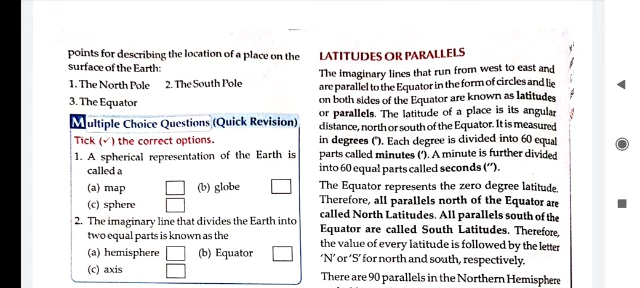 points for describing the location of a place on the
surface of the Earth:
1. The North Pole 2. The South Pole
3. The Equator
Multiple Choice Questions (Quick Revision)
Tick (✓) the correct options.
1. A spherical representation of the Earth is
called a
(a) map (b) globe
(c) sphere
2. The imaginary line that divides the Earth into
two equal parts is known as the
(a) hemisphere (b) Equator
(c) axis
LATITUDES OR PARALLELS
The imaginary lines that run from west to east and
are parallel to the Equator in the form of circles and lie
on both sides of the Equator are known as latitudes
or parallels. The latitude of a place is its angular
distance, north or south of the Equator. It is measured
in degrees (°). Each degree is divided into 60 equal
parts called minutes (′). A minute is further divided
into 60 equal parts called seconds (″).
The Equator represents the zero degree latitude.
Therefore, all parallels north of the Equator are
called North Latitudes. All parallels south of the
Equator are called South Latitudes. Therefore,
the value of every latitude is followed by the letter
'N' or 'S' for north and south, respectively.
There are 90 parallels in the Northern Hemisphere